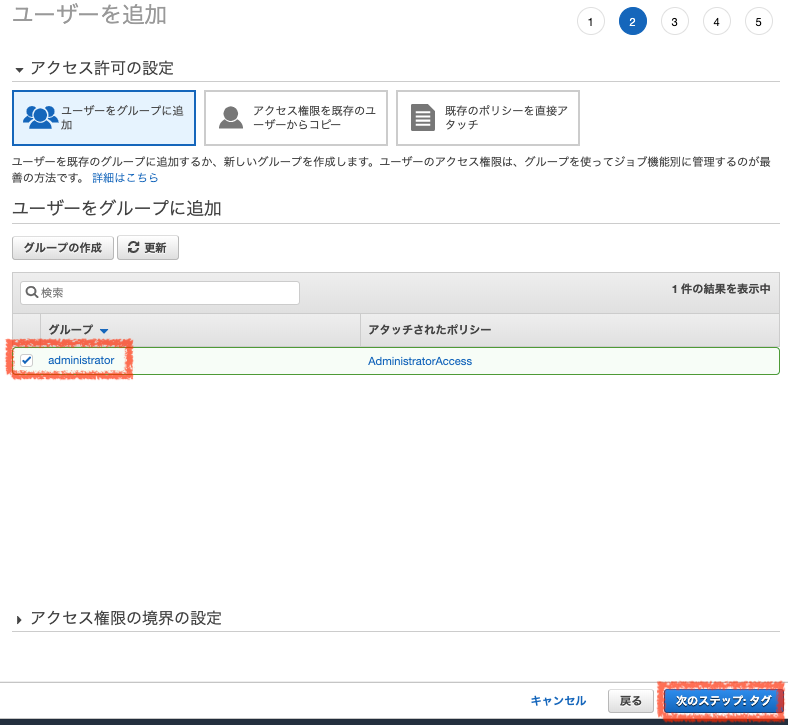 ユーザーを追加
1
2
3
4
5
アクセス許可の設定
ユーザーをグループに追
加
アクセス権限を既存のユ
ーザーからコピー
既存のポリシーを直接ア
タッチ
ユーザーを既存のグループに追加するか、新しいグループを作成します。ユーザーのアクセス権限は、グループを使ってジョブ機能別に管理するのが最
善の方法です。 詳細はこちら
ユーザーをグループに追加
グループの作成
更新
検索
1 件の結果を表示中
グループ
アタッチされたポリシー
administrator
AdministratorAccess
アクセス権限の境界の設定
キャンセル
戻る
次のステップ: タグ